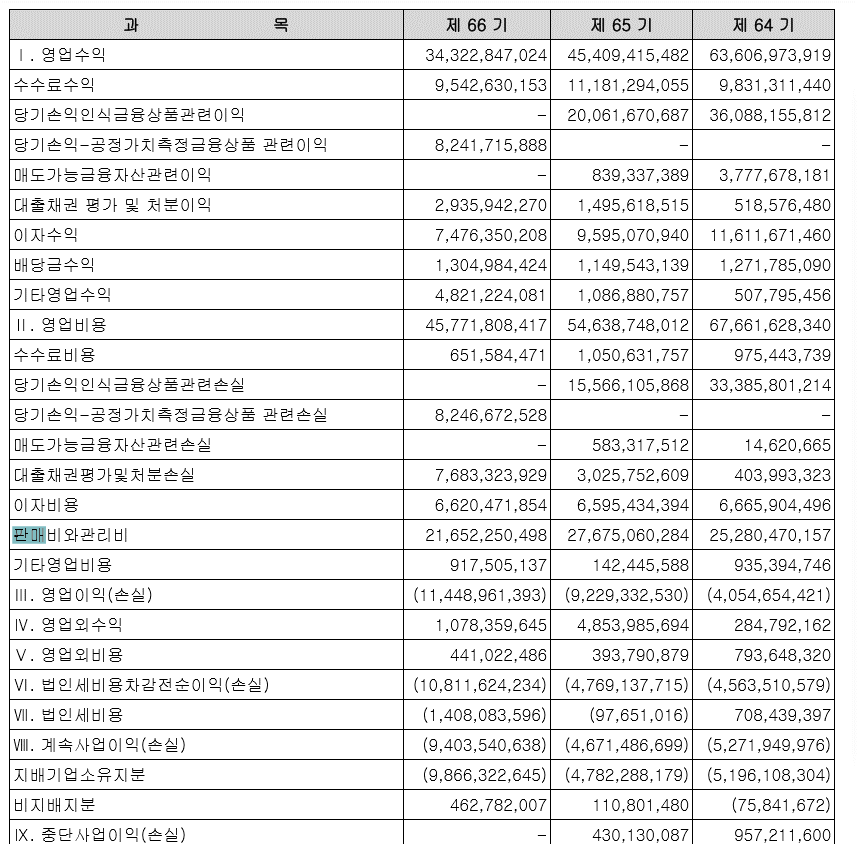 과 목 제 66 기 제 65 기 제 64 기
Ⅰ. 영업수익 34,322,847,024 45,409,415,482 63,606,973,919
수수료수익 9,542,630,153 11,181,294,055 9,831,311,440
당기손익인식금융상품관련이익 - 20,061,670,687 36,088,155,812
당기손익-공정가치측정금융상품 관련이익 8,241,715,888 - -
매도가능금융자산관련이익 - 839,337,389 3,777,678,181
대출채권 평가 및 처분이익 2,935,942,270 1,495,618,515 518,576,480
이자수익 7,476,350,208 9,595,070,940 11,611,671,460
배당금수익 1,304,984,424 1,149,543,139 1,271,785,090
기타영업수익 4,821,224,081 1,086,880,757 507,795,456
Ⅱ. 영업비용 45,771,808,417 54,638,748,012 67,661,628,340
수수료비용 651,584,471 1,050,631,757 975,443,739
당기손익인식금융상품관련손실 - 15,566,105,868 33,385,801,214
당기손익-공정가치측정금융상품 관련손실 8,246,672,528 - -
매도가능금융자산관련손실 - 583,317,512 14,620,665
대출채권평가및처분손실 7,683,323,929 3,025,752,609 403,993,323
이자비용 6,620,471,854 6,595,434,394 6,665,904,496
판매비와관리비 21,652,250,498 27,675,060,284 25,280,470,157
기타영업비용 917,505,137 142,445,588 935,394,746
Ⅲ. 영업이익(손실) (11,448,961,393) (9,229,332,530) (4,054,654,421)
Ⅳ. 영업외수익 1,078,359,645 4,853,985,694 284,792,162
Ⅴ. 영업외비용 441,022,486 393,790,879 793,648,320
Ⅵ. 법인세비용차감전순이익(손실) (10,811,624,234) (4,769,137,715) (4,563,510,579)
Ⅶ. 법인세비용 (1,408,083,596) (97,651,016) 708,439,397
Ⅷ. 계속사업이익(손실) (9,403,540,638) (4,671,486,699) (5,271,949,976)
지배기업소유지분 (9,866,322,645) (4,782,288,179) (5,196,108,304)
비지배지분 462,782,007 110,801,480 (75,841,672)
Ⅸ. 중단사업이익(손실) - 430,130,087 957,211,600